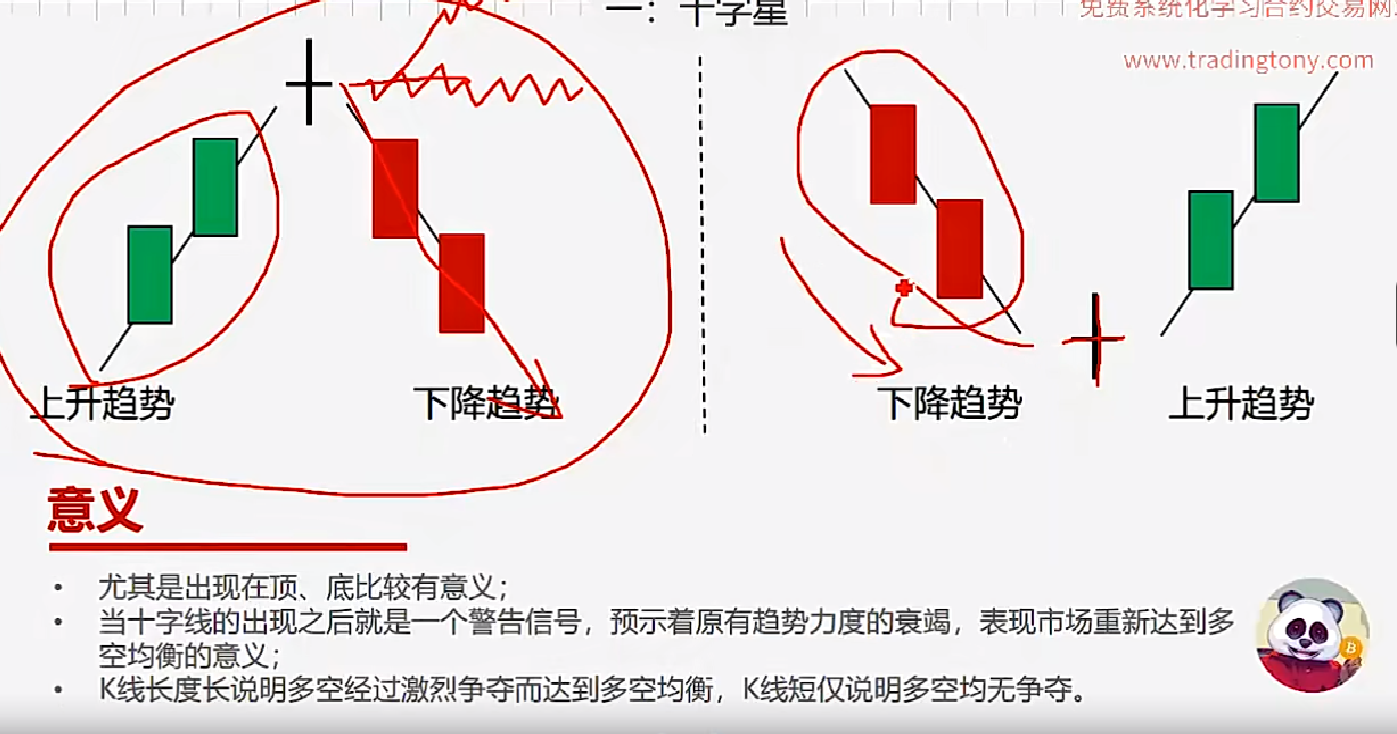 一：十字星
免费系统化学习合约交易网
www.tradingtony.com
上升趋势
下降趋势
下降趋势
上升趋势
意义
• 尤其是出现在顶、底比较有意义；
• 当十字线的出现之后就是一个警告信号，预示着原有趋势力度的衰竭，表现市场重新达到多
空均衡的意义；
• K线长度长说明多空经过激烈争夺而达到多空均衡，K线短仅说明多空均无争夺。